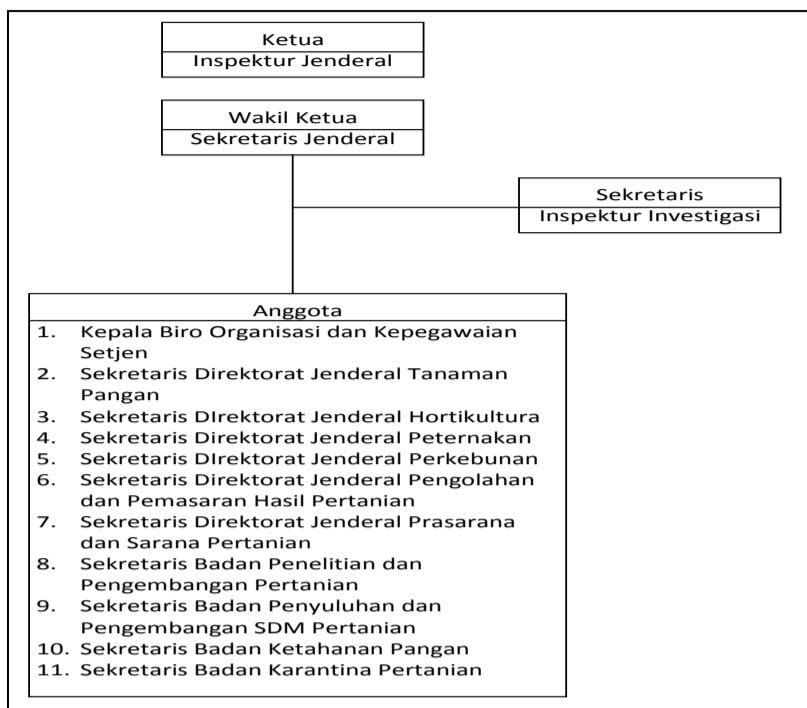 Ketua
Inspektur Jenderal
Wakil Ketua
Sekretaris Jenderal
Sekretaris
Inspektur Investigasi
Anggota
1. Kepala Biro Organisasi dan Kepegawaian
Setjen
2. Sekretaris Direktorat Jenderal Tanaman
Pangan
3. Sekretaris DIrektorat Jenderal Hortikultura
4. Sekretaris Direktorat Jenderal Peternakan
5. Sekretaris DIrektorat Jenderal Perkebunan
6. Sekretaris Direktorat Jenderal Pengolahan
dan Pemasaran Hasil Pertanian
7. Sekretaris Direktorat Jenderal Prasarana
dan Sarana Pertanian
8. Sekretaris Badan Penelitian dan
Pengembangan Pertanian
9. Sekretaris Badan Penyuluhan dan
Pengembangan SDM Pertanian
10. Sekretaris Badan Ketahanan Pangan
11. Sekretaris Badan Karantina Pertanian